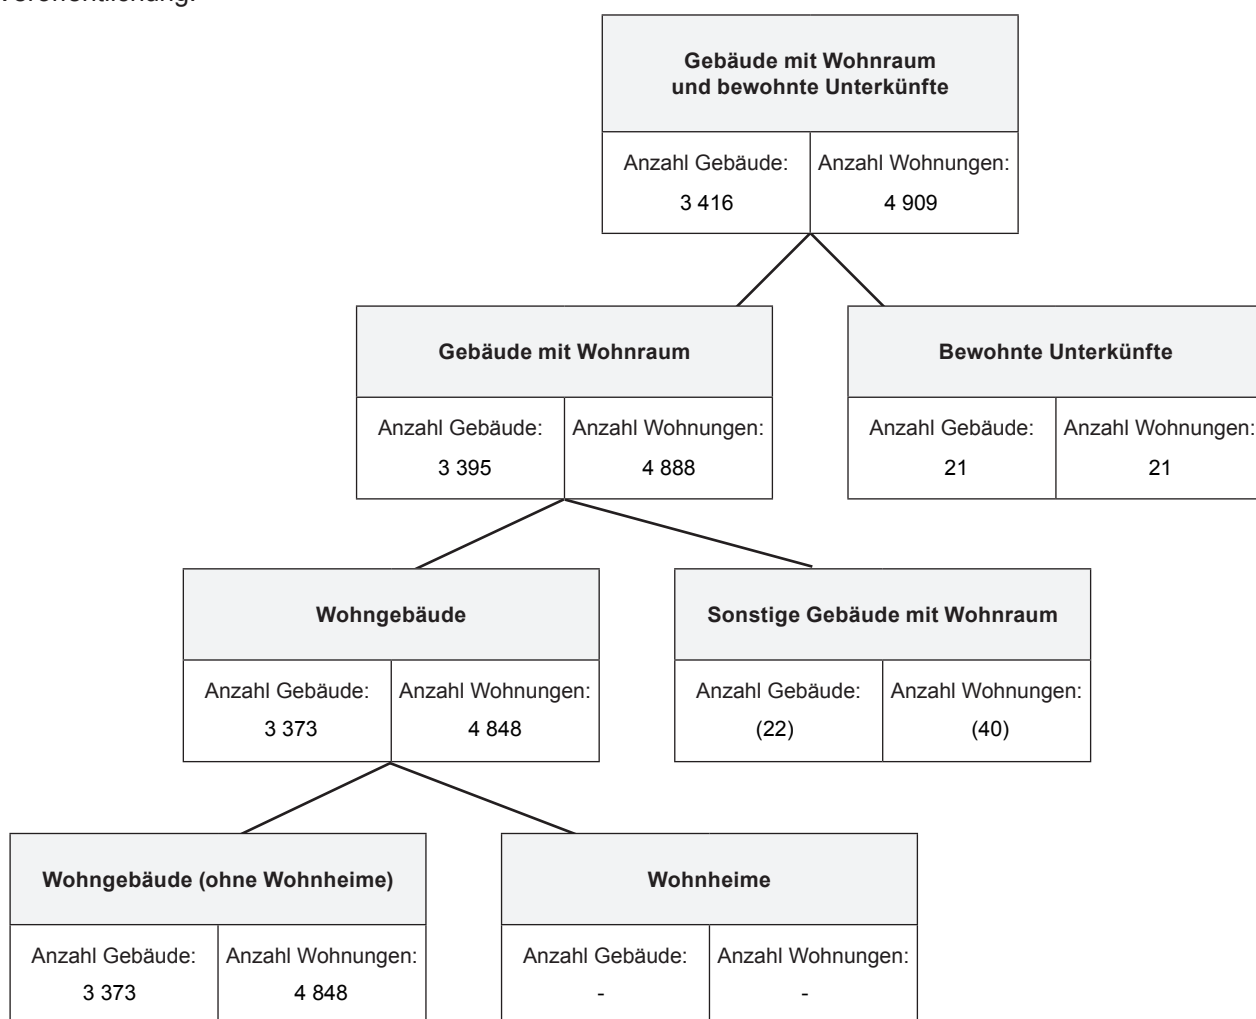 Veröffentlichung.
Gebäude mit Wohnraum
und bewohnte Unterkünfte
Anzahl Gebäude: Anzahl Wohnungen:
3 416 4 909
Gebäude mit Wohnraum Bewohnte Unterkünfte
Anzahl Gebäude: Anzahl Wohnungen: Anzahl Gebäude: Anzahl Wohnungen:
3 395 4 888 21 21
Wohngebäude Sonstige Gebäude mit Wohnraum
Anzahl Gebäude: Anzahl Wohnungen: Anzahl Gebäude: Anzahl Wohnungen:
3 373 4 848 (22) (40)
Wohngebäude (ohne Wohnheime) Wohnheime
Anzahl Gebäude: Anzahl Wohnungen: Anzahl Gebäude: Anzahl Wohnungen:
3 373 4 848 - -